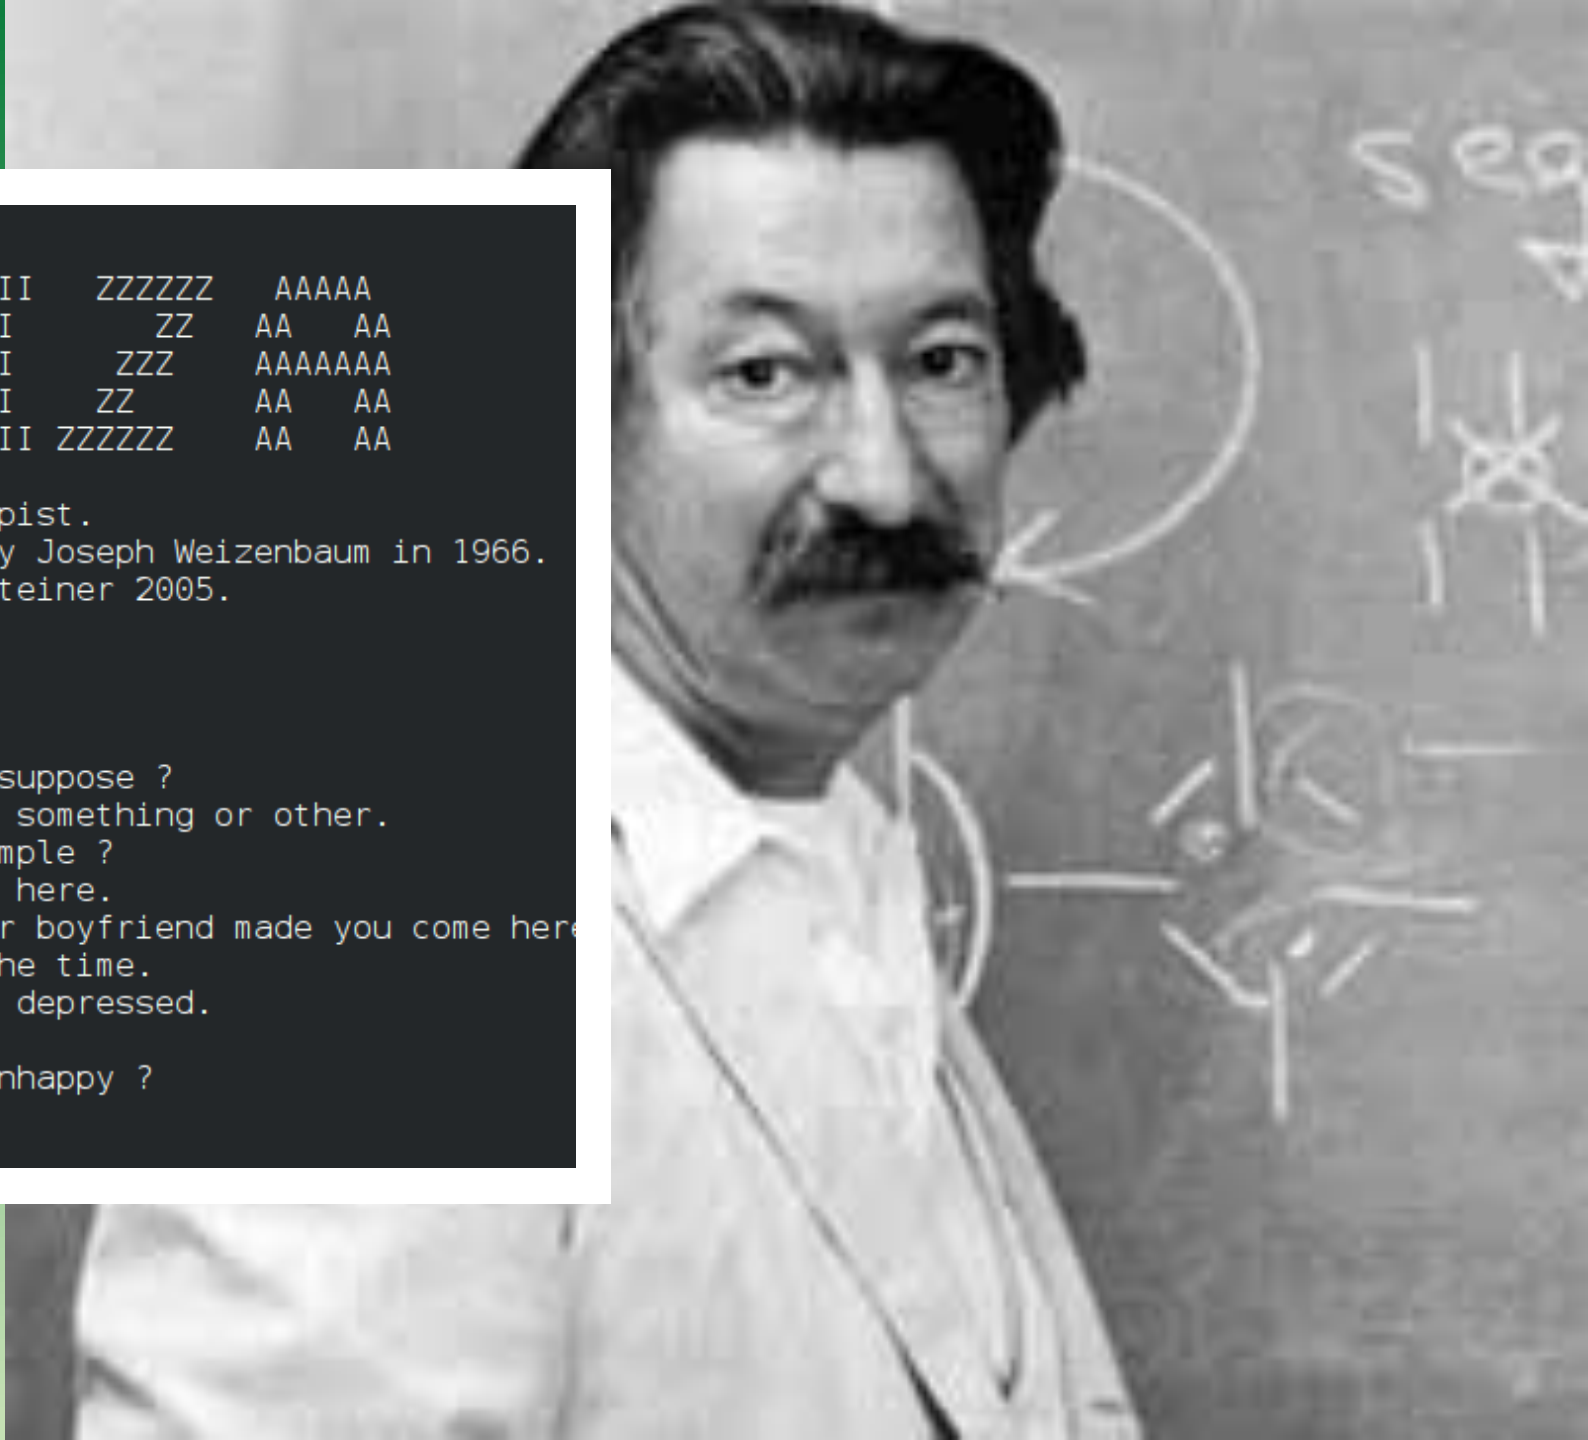 II   ZZZZZZ   AAAAA
I       ZZ   AA   AA
I     ZZZ    AAAAAAA
I    ZZ      AA   AA
II ZZZZZZ    AA   AA
pist.
y Joseph Weizenbaum in 1966.
teiner 2005.
suppose ?
something or other.
mple ?
here.
r boyfriend made you come here
he time.
depressed.
nhappy ?
seq